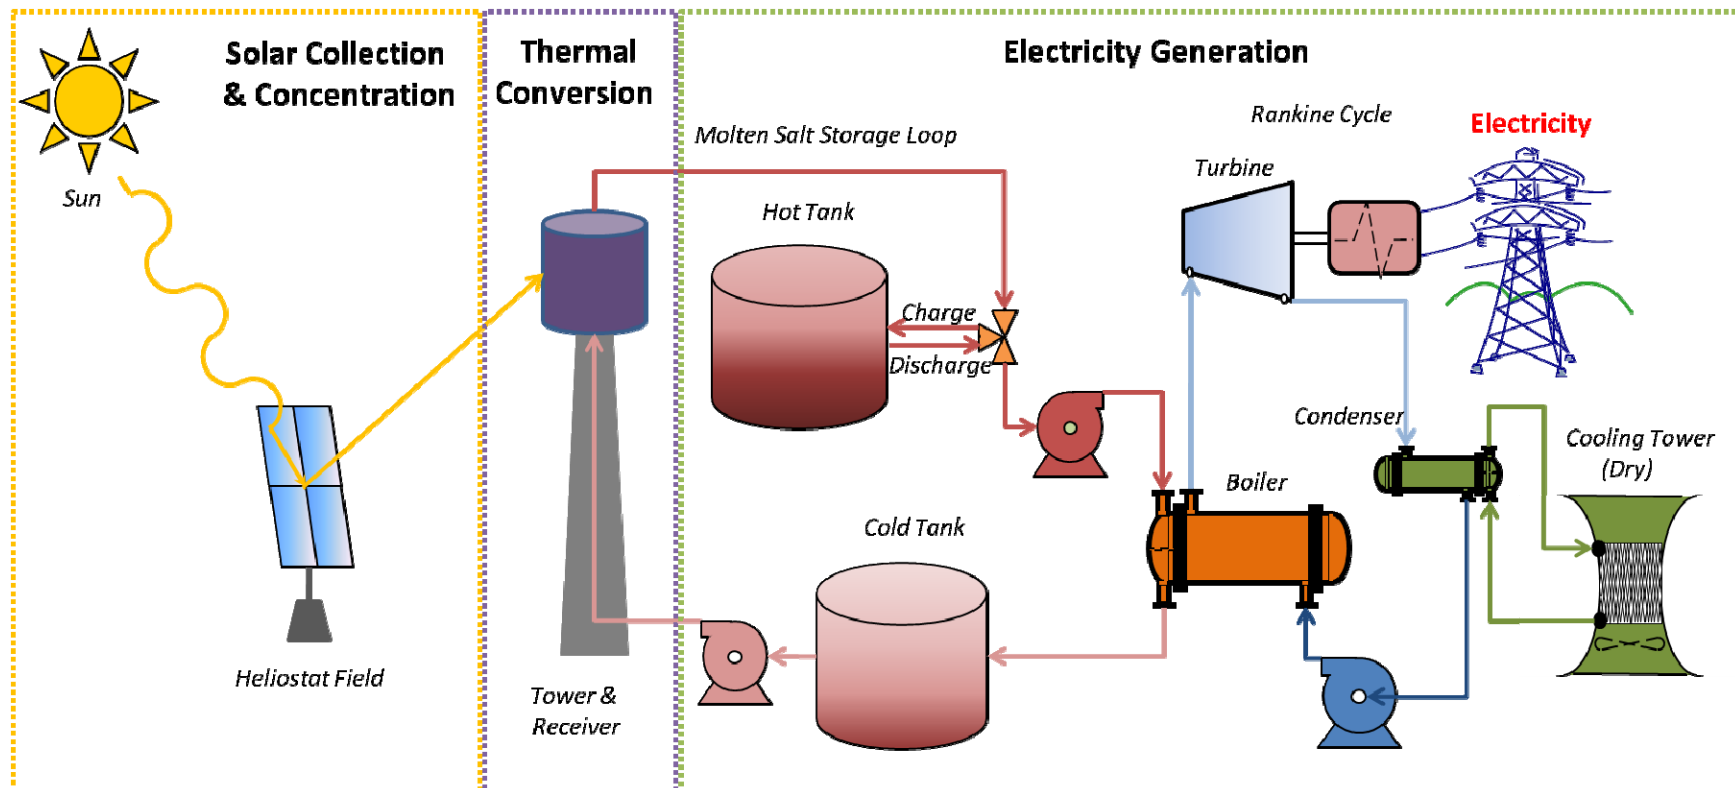 Solar Collection
& Concentration
Thermal
Conversion
Electricity Generation
Sun
Heliostat Field
Tower &
Receiver
Molten Salt Storage Loop
Hot Tank
Charge
Discharge
Cold Tank
Rankine Cycle
Electricity
Turbine
Condenser
Boiler
Cooling Tower
(Dry)